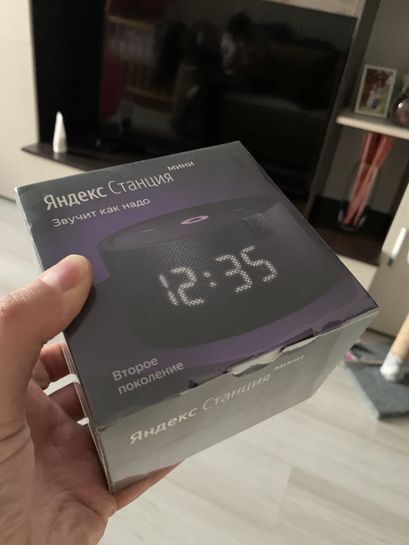 Яндекс Станция мини
Звучит как надо
12:35
Второе
поколение
Яндекс Станция мини